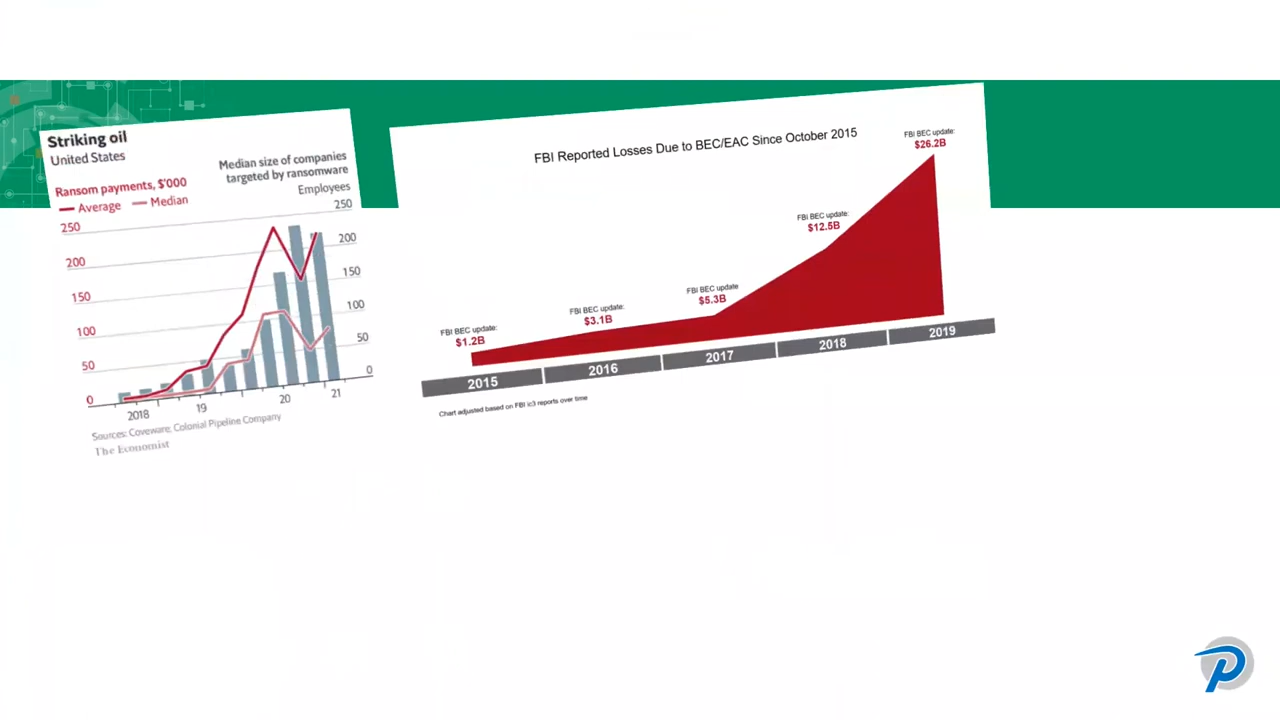 Striking oil
United States
Ransom payments, $'000
Average Median
Median size of companies
targeted by ransomware
Employees
250
200
150
100
50
0
250
200
150
100
50
0
2018 19 20 21
Sources: Coveware, Colonial Pipeline Company
The Economist
FBI Reported Losses Due to BEC/EAC Since October 2015
FBI BEC update:
$1.2B
FBI BEC update:
$3.1B
FBI BEC update
$5.3B
FBI BEC update:
$12.5B
FBI BEC update:
$26.2B
2015 2016 2017 2018 2019
Chart adjusted based on FBI ic3 reports over time
P